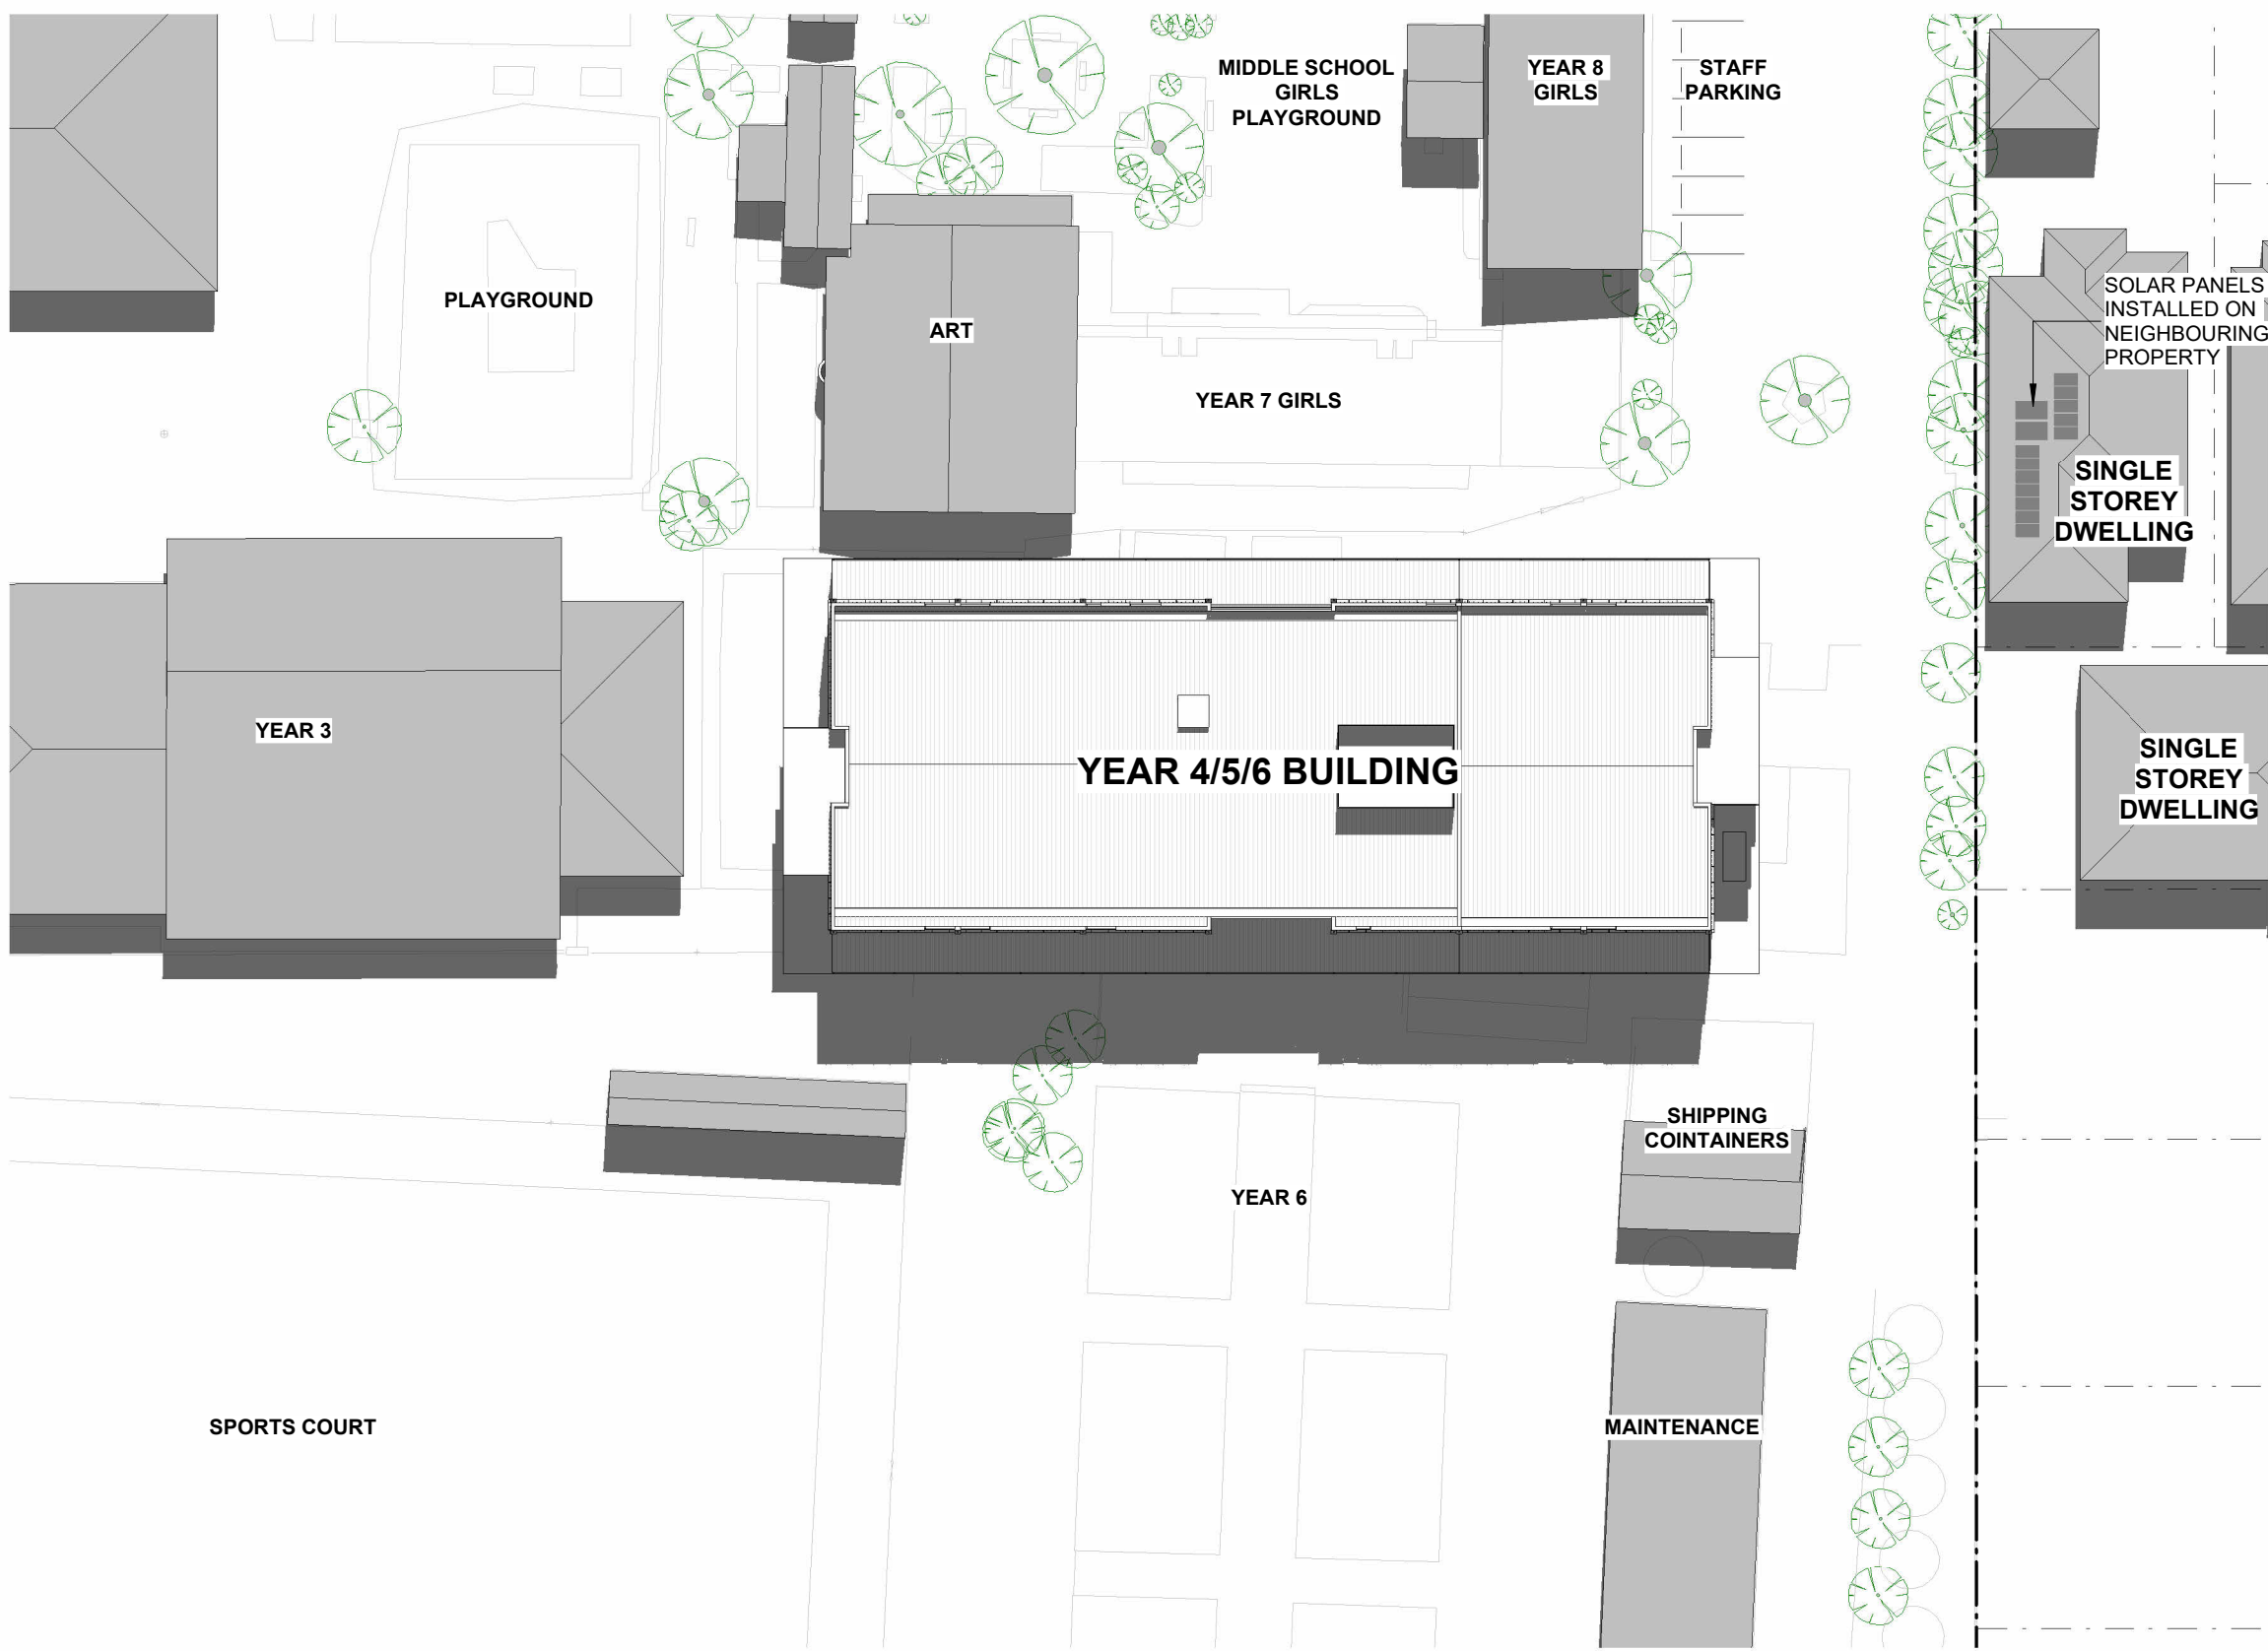 MIDDLE SCHOOL
GIRLS
PLAYGROUND
YEAR 8
GIRLS
STAFF
PARKING
PLAYGROUND
ART
YEAR 7 GIRLS
SOLAR PANELS
INSTALLED ON
NEIGHBOURING
PROPERTY
SINGLE
STOREY
DWELLING
YEAR 3
YEAR 4/5/6 BUILDING
SINGLE
STOREY
DWELLING
SHIPPING
COINTAINERS
YEAR 6
SPORTS COURT
MAINTENANCE